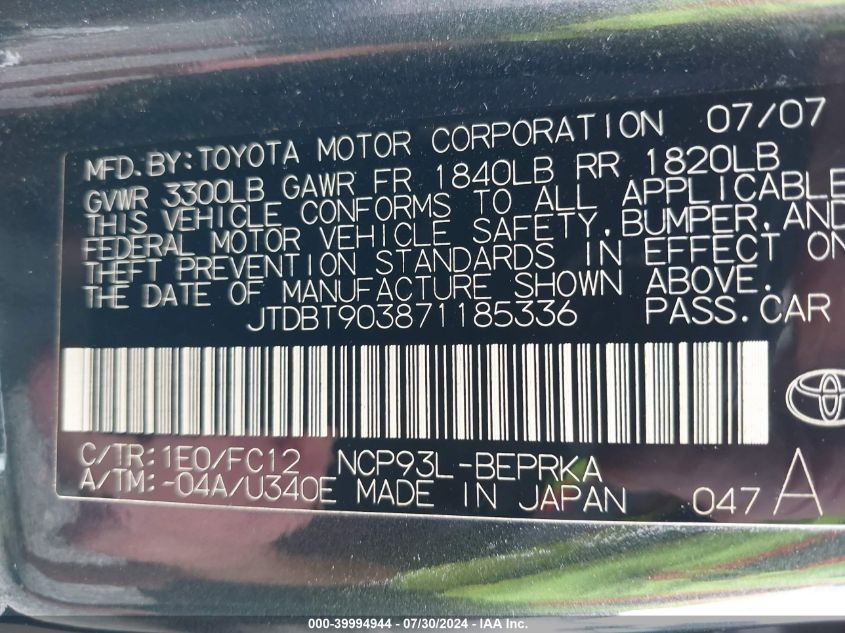 MFD.BY:TOYOTA MOTOR CORPORATION 07/07
GVWR 3300LB GAWR FR 1840LB RR 1820LB
THIS VEHICLE CONFORMS TO ALL APPLICABLE
FEDERAL MOTOR VEHICLE SAFETY,BUMPER,AND
THEFT PREVENTION STANDARDS IN EFFECT ON
THE DATE OF MANUFACTURE SHOWN ABOVE.
JTDBT903871185336 PASS.CAR
C/TR:1E0/FC12 NCP93L-BEPRKA
A/TM:-04A/U340E MADE IN JAPAN 047 A
000-39994944 / 07/30/2024 - IAA Inc.